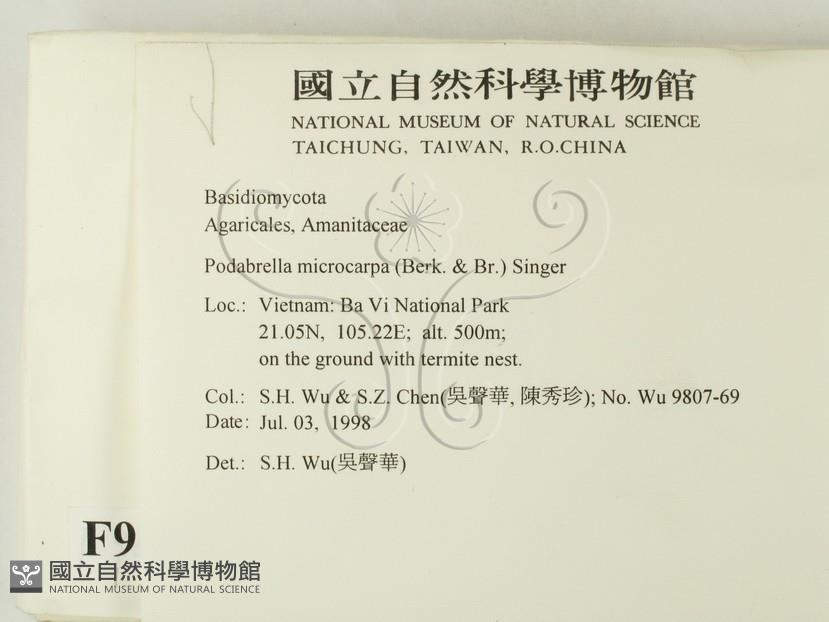 國立自然科學博物館
NATIONAL MUSEUM OF NATURAL SCIENCE
TAICHUNG, TAIWAN, R.O.CHINA
Basidiomycota
Agaricales, Amanitaceae
Podabrella microcarpa (Berk. & Br.) Singer
Loc.: Vietnam: Ba Vi National Park
21.05N, 105.22E; alt. 500m;
on the ground with termite nest.
Col.: S.H. Wu & S.Z. Chen(吳聲華, 陳秀珍); No. Wu 9807-69
Date: Jul. 03, 1998
Det.: S.H. Wu(吳聲華)
F9
國立自然科學博物館
NATIONAL MUSEUM OF NATURAL SCIENCE